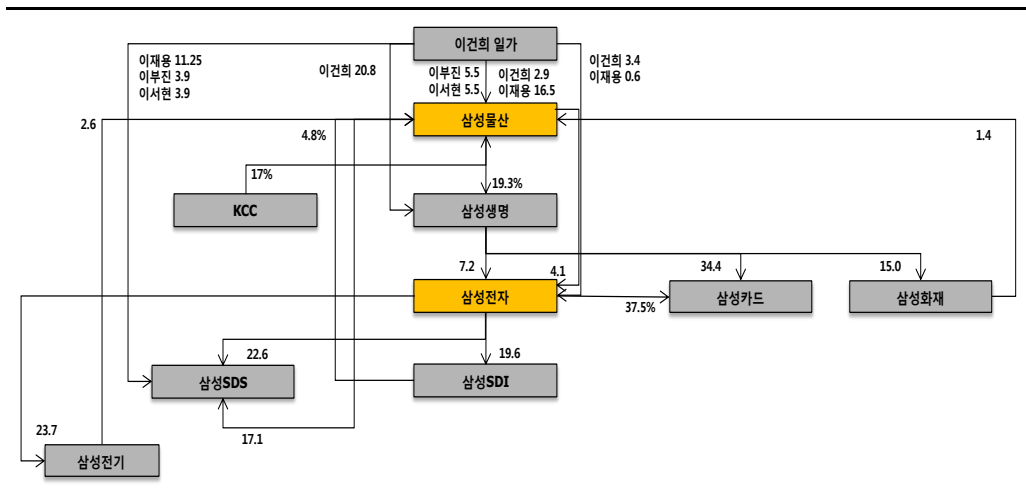 이건희 일가
이재용 11.25
이부진 3.9
이서현 3.9
이건희 20.8
이부진 5.5
이서현 5.5
이건희 2.9
이재용 16.5
이건희 3.4
이재용 0.6
2.6
4.8%
삼성물산
1.4
17%
19.3%
KCC
삼성생명
7.2
4.1
34.4
15.0
삼성전자
37.5%
삼성카드
삼성화재
22.6
19.6
삼성SDS
삼성SDI
23.7
17.1
삼성전기